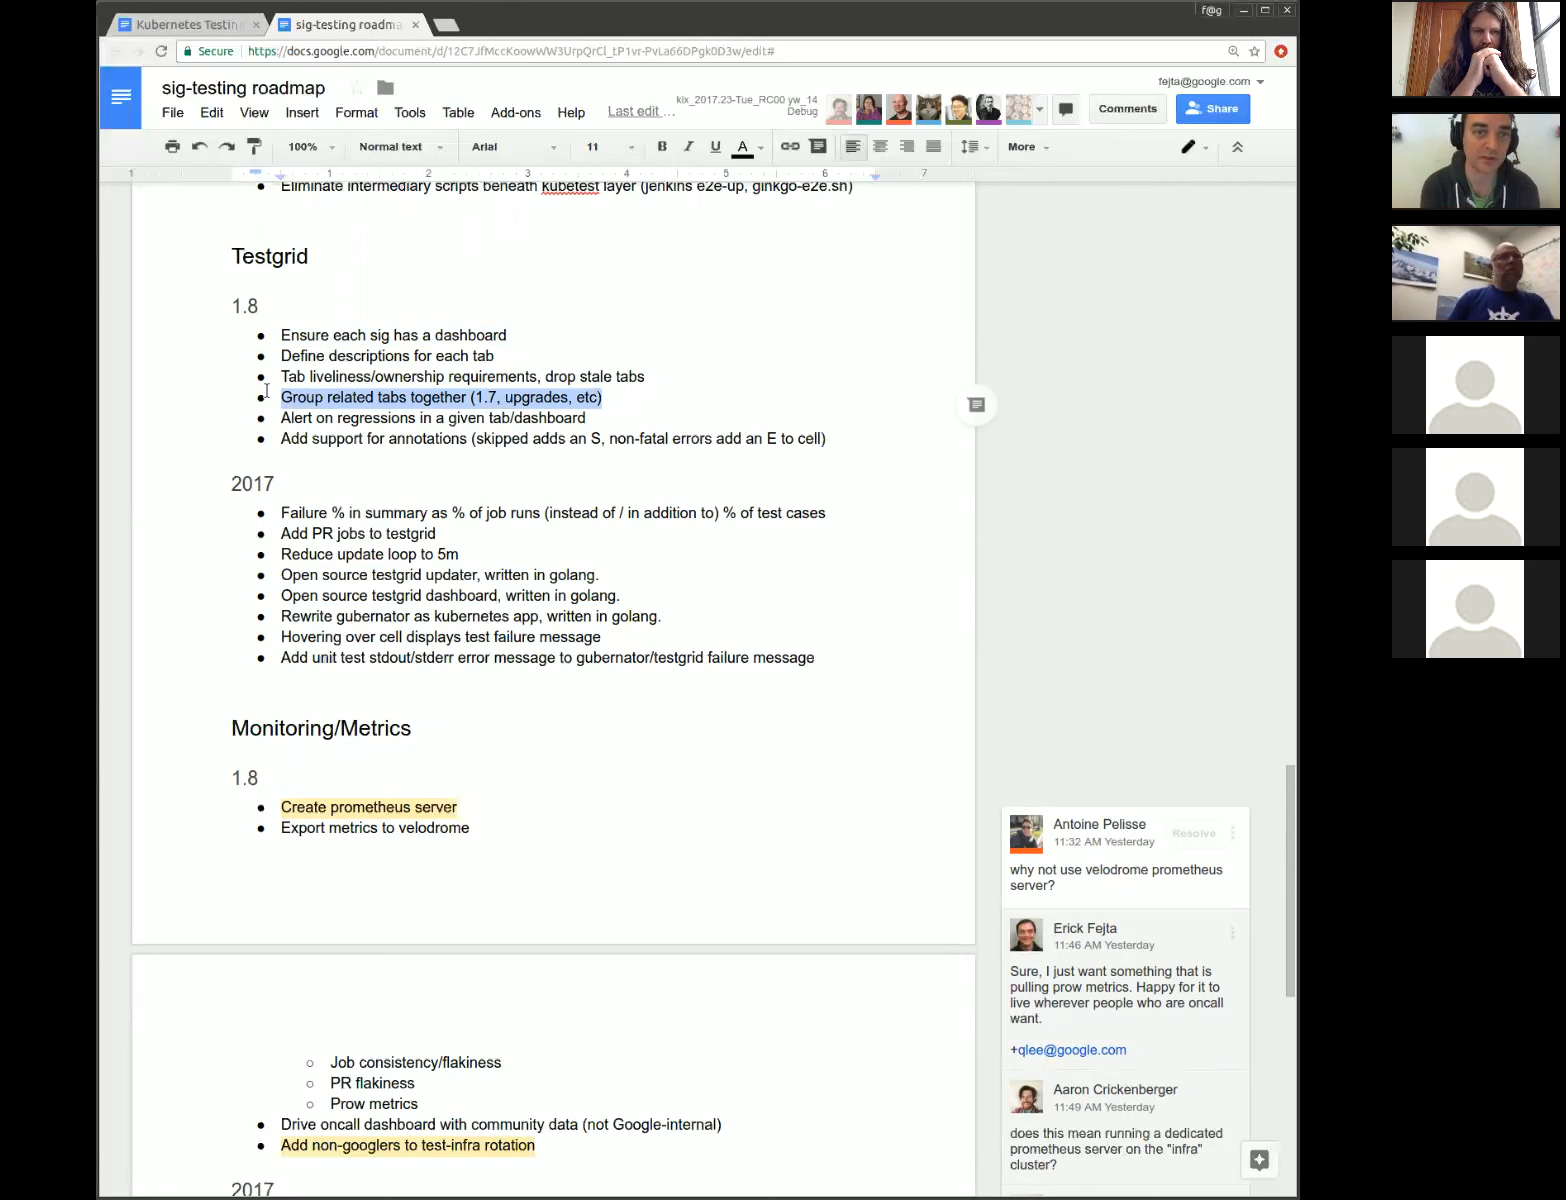 f@g
Kubernetes Testin
sig-testing roadma
Secure
https://docs.google.com/document/d/12C7JfMccKoowWW3UrpQrCl_tP1vr-PvLa66DPgk0D3w/edit#
sig-testing roadmap
fejta@google.com
File Edit View Insert Format Tools Table Add-ons Help Last edit ...
kix_2017.23-Tue_RC00 yw_14
Debug
Comments
Share
100% Normal text Arial 11 B I U A More
1 1 2 3 4 5 6 7
● Eliminate intermediary scripts beneath kubetest layer (jenkins e2e-up, ginkgo-e2e.sh)
Testgrid
1.8
● Ensure each sig has a dashboard
● Define descriptions for each tab
● Tab liveliness/ownership requirements, drop stale tabs
● Group related tabs together (1.7, upgrades, etc)
● Alert on regressions in a given tab/dashboard
● Add support for annotations (skipped adds an S, non-fatal errors add an E to cell)
2017
● Failure % in summary as % of job runs (instead of / in addition to) % of test cases
● Add PR jobs to testgrid
● Reduce update loop to 5m
● Open source testgrid updater, written in golang.
● Open source testgrid dashboard, written in golang.
● Rewrite gubernator as kubernetes app, written in golang.
● Hovering over cell displays test failure message
● Add unit test stdout/stderr error message to gubernator/testgrid failure message
Monitoring/Metrics
1.8
● Create prometheus server
● Export metrics to velodrome
○ Job consistency/flakiness
○ PR flakiness
○ Prow metrics
● Drive oncall dashboard with community data (not Google-internal)
● Add non-googlers to test-infra rotation
2017
Antoine Pelisse
11:32 AM Yesterday
Resolve
why not use velodrome prometheus
server?
Erick Fejta
11:46 AM Yesterday
Sure, I just want something that is
pulling prow metrics. Happy for it to
live wherever people who are oncall
want.
+qlee@google.com
Aaron Crickenberger
11:49 AM Yesterday
does this mean running a dedicated
prometheus server on the "infra"
cluster?